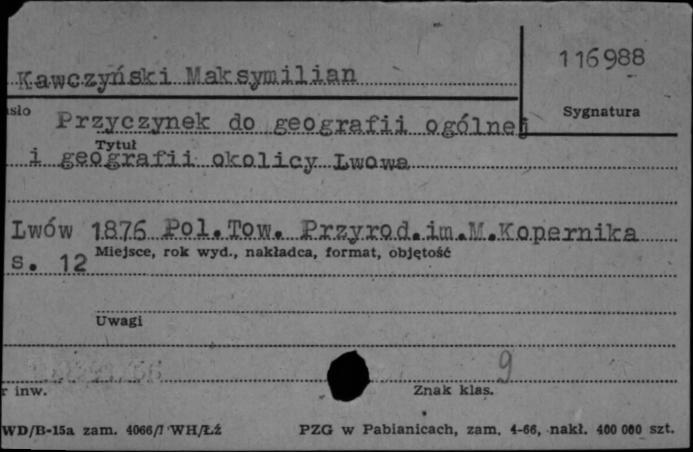 116988
Kawczyński Maksymilian
Sygnatura
sło Przyczynek do geografii ogólnej
Tytuł
i geografii okolicy Lwowa
Lwów 1876 Pol.Tow. Przyrod.im.M.Kopernika
s. 12 Miejsce, rok wyd., nakładca, format, objętość
Uwagi
9
r inw. Znak klas.
WD/B-15a zam. 4066/7 WH/Łź PZG w Pabianicach, zam. 4-66, nakł. 400 000 szt.